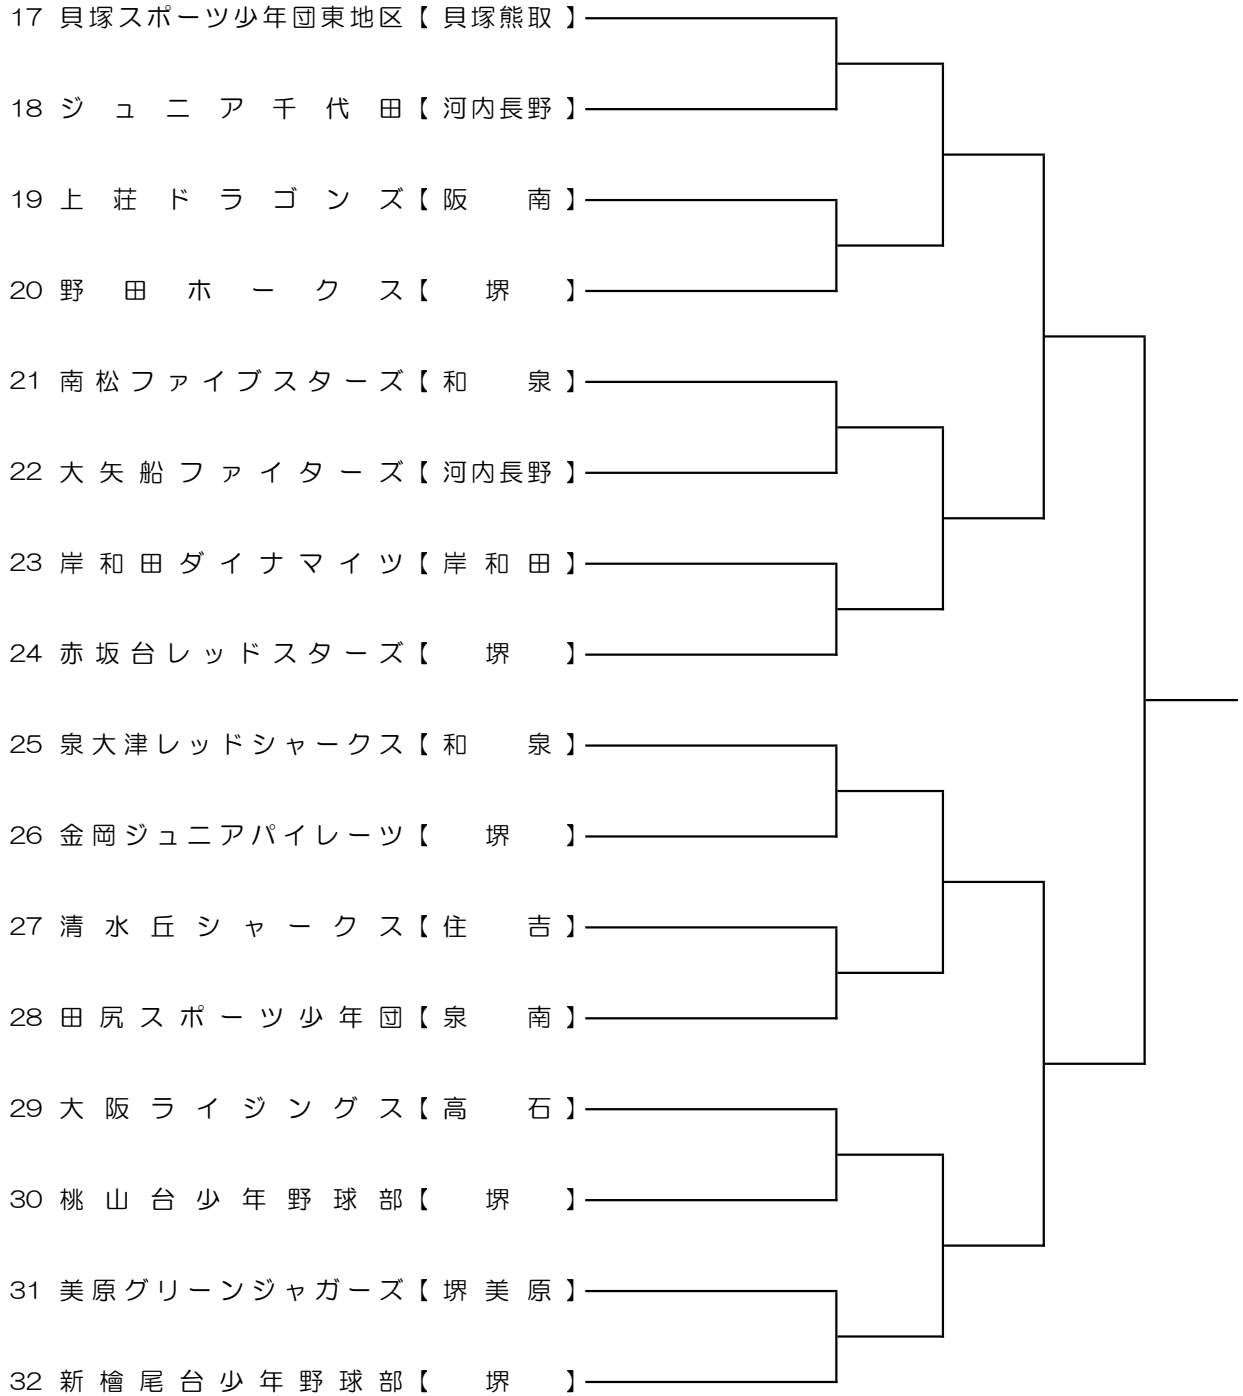 17 貝塚スポーツ少年団東地区【 貝塚熊取 】
18 ジュニア千代田【 河内長野 】
19 上荘ドラゴンズ【 阪南 】
20 野田ホークス【 堺 】
21 南松ファイブスターズ【 和泉 】
22 大矢船ファイターズ【 河内長野 】
23 岸和田ダイナマイツ【 岸和田 】
24 赤坂台レッドスターズ【 堺 】
25 泉大津レッドシャークス【 和泉 】
26 金岡ジュニアパイレーツ【 堺 】
27 清水丘シャークス【 住吉 】
28 田尻スポーツ少年団【 泉南 】
29 大阪ライジングス【 高石 】
30 桃山台少年野球部【 堺 】
31 美原グリーンジャガーズ【 堺美原 】
32 新檜尾台少年野球部【 堺 】